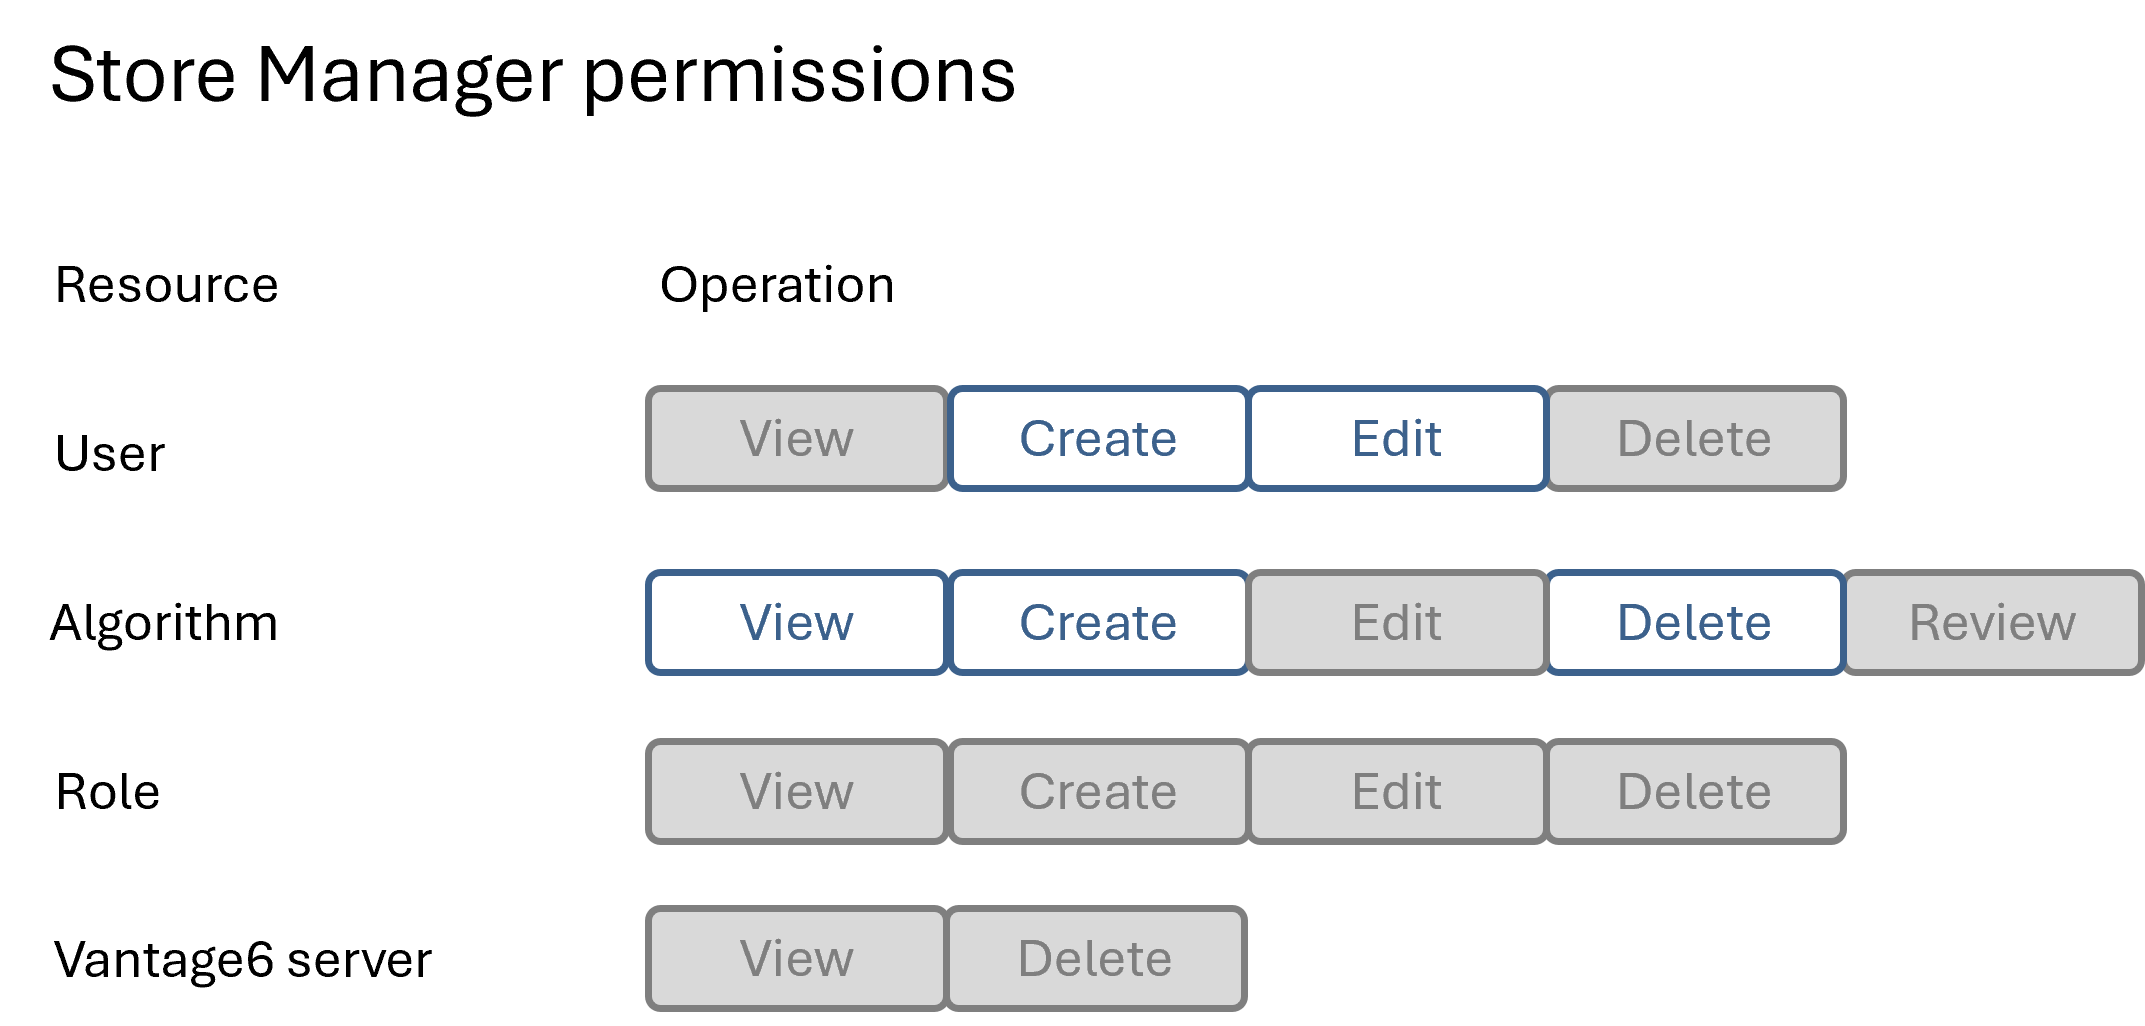 Store Manager permissions
Resource Operation
User View Create Edit Delete
Algorithm View Create Edit Delete Review
Role View Create Edit Delete
Vantage6 server View Delete